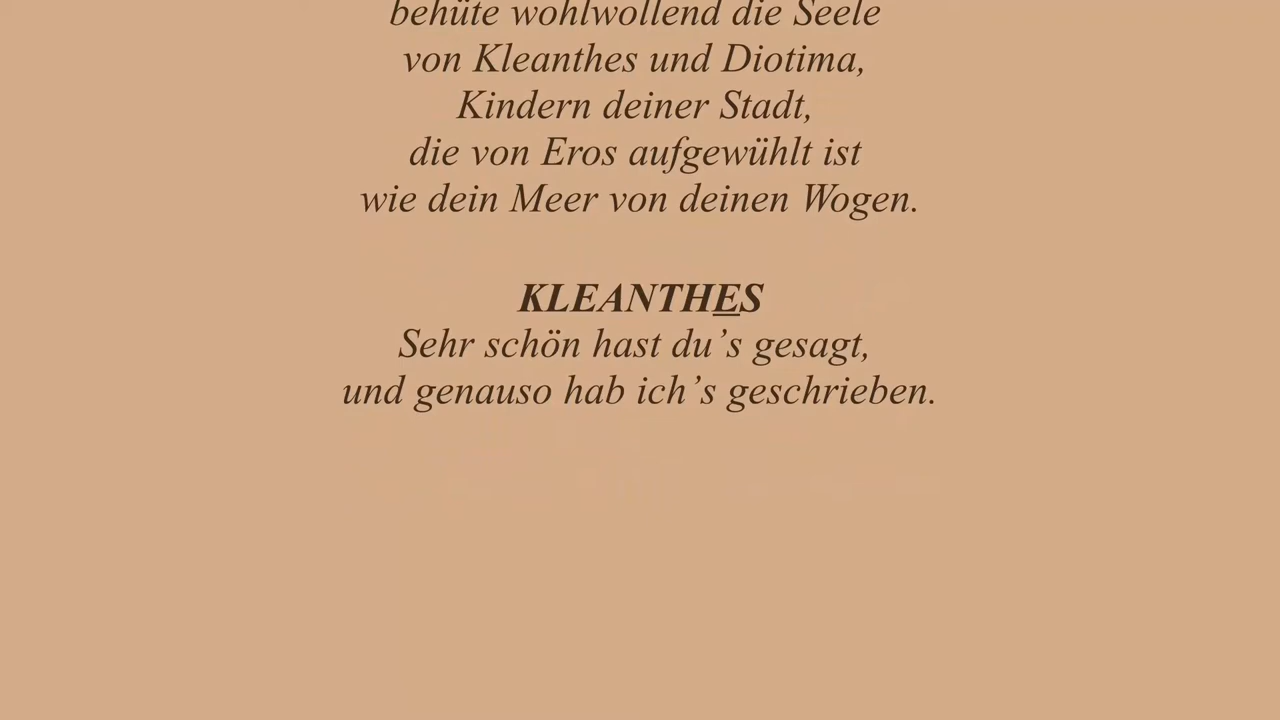 behüte wohlwollend die Seele
von Kleanthes und Diotima,
Kindern deiner Stadt,
die von Eros aufgewühlt ist
wie dein Meer von deinen Wogen.
KLEANTHES
Sehr schön hast du’s gesagt,
und genauso hab ich’s geschrieben.